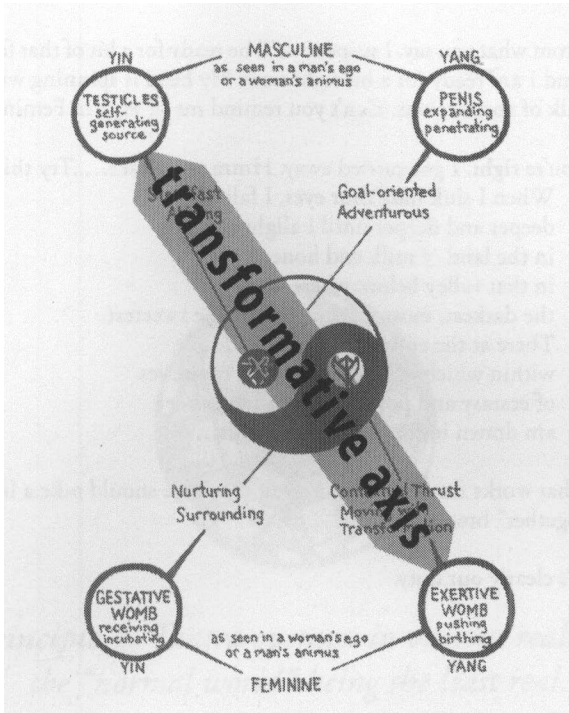 YIN
MASCULINE
YANG
as seen in a man's ego
or a woman's animus
TESTICLES
self-
generating
source
PENIS
expanding
penetrating
Goal-oriented
Adventurous
transformative axis
Nurturing
Surrounding
Thrust
Transformation
GESTATIVE
WOMB
receiving
incubating
EXERTIVE
WOMB
pushing
birthing
as seen in a woman's ego
or a man's animus
YIN
YANG
FEMININE